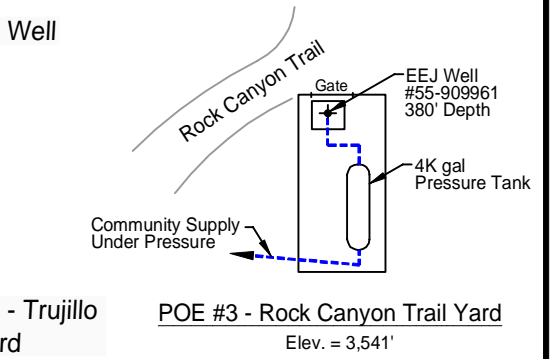 Well
Rock Canyon Trail
Gate
EEJ Well
#55-909961
380' Depth
4K gal
Pressure Tank
Community Supply
Under Pressure
- Trujillo
rd
POE #3 - Rock Canyon Trail Yard
Elev. = 3,541'